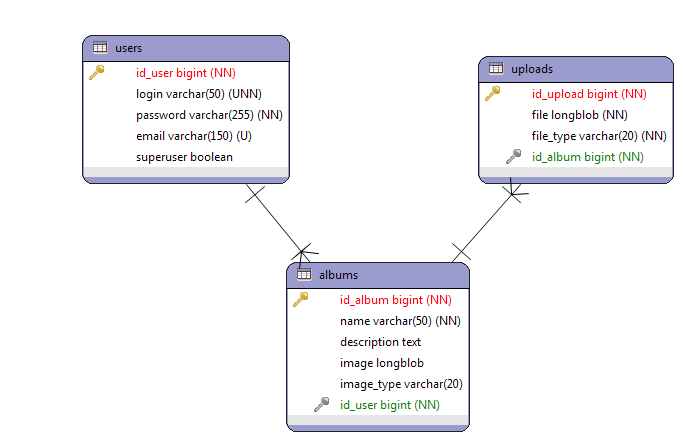 users
id_user bigint (NN)
login varchar(50) (UNN)
password varchar(255) (NN)
email varchar(150) (U)
superuser boolean
uploads
id_upload bigint (NN)
file longblob (NN)
file_type varchar(20) (NN)
id_album bigint (NN)
albums
id_album bigint (NN)
name varchar(50) (NN)
description text
image longblob
image_type varchar(20)
id_user bigint (NN)